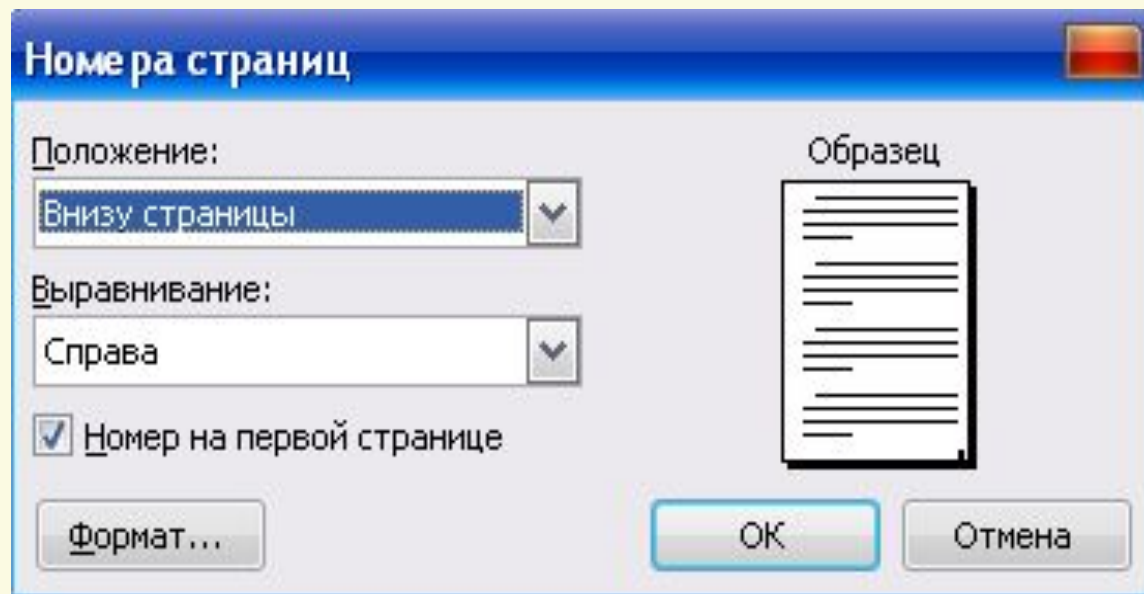 Номера страниц
Положение:
Внизу страницы
Выравнивание:
Справа
Номер на первой странице
Образец
Формат...
ОК
Отмена